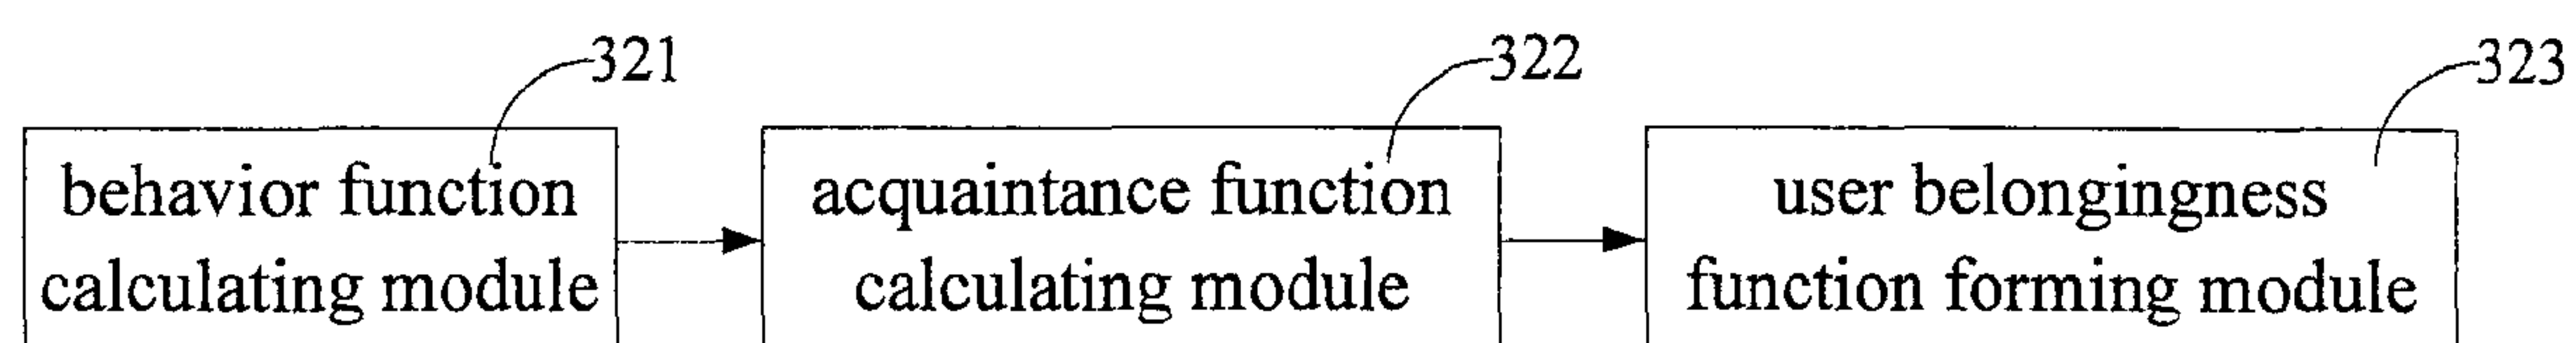 321
322
323
behavior function
calculating module
acquaintance function
calculating module
user belongingness
function forming module